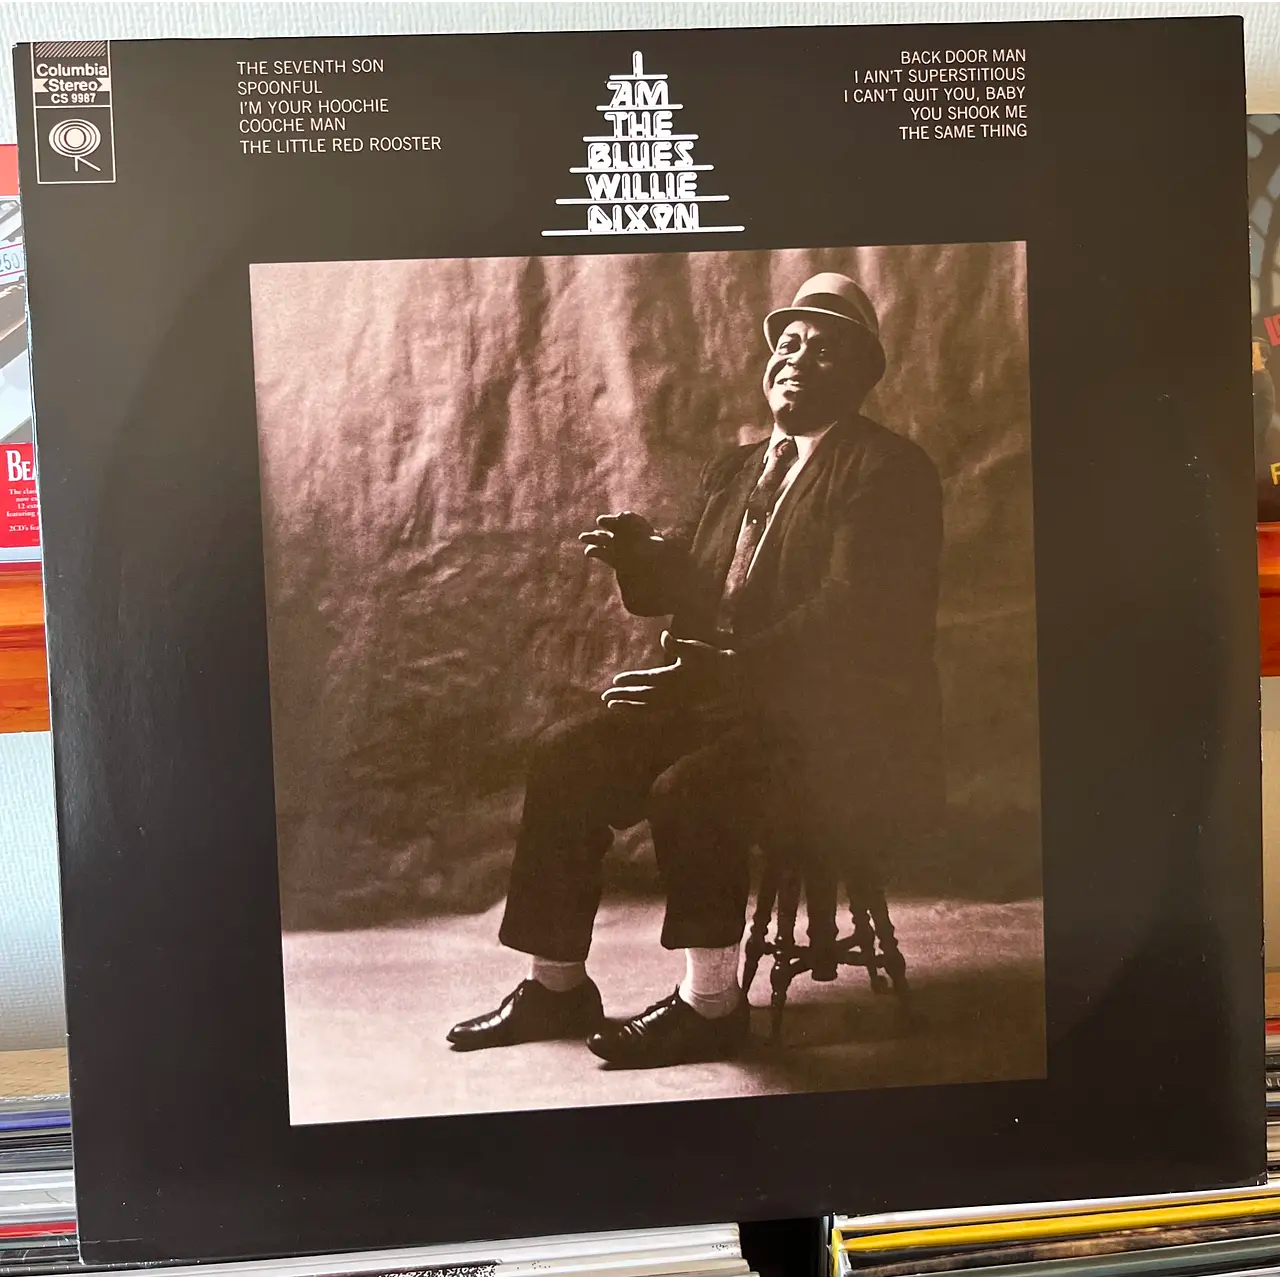 Columbia
Stereo
CS 9987
THE SEVENTH SON
SPOONFUL
I'M YOUR HOOCHIE
COOCHE MAN
THE LITTLE RED ROOSTER
I
AM
THE
BLUES
WILLIE
DIXON
BACK DOOR MAN
I AIN'T SUPERSTITIOUS
I CAN'T QUIT YOU, BABY
YOU SHOOK ME
THE SAME THING